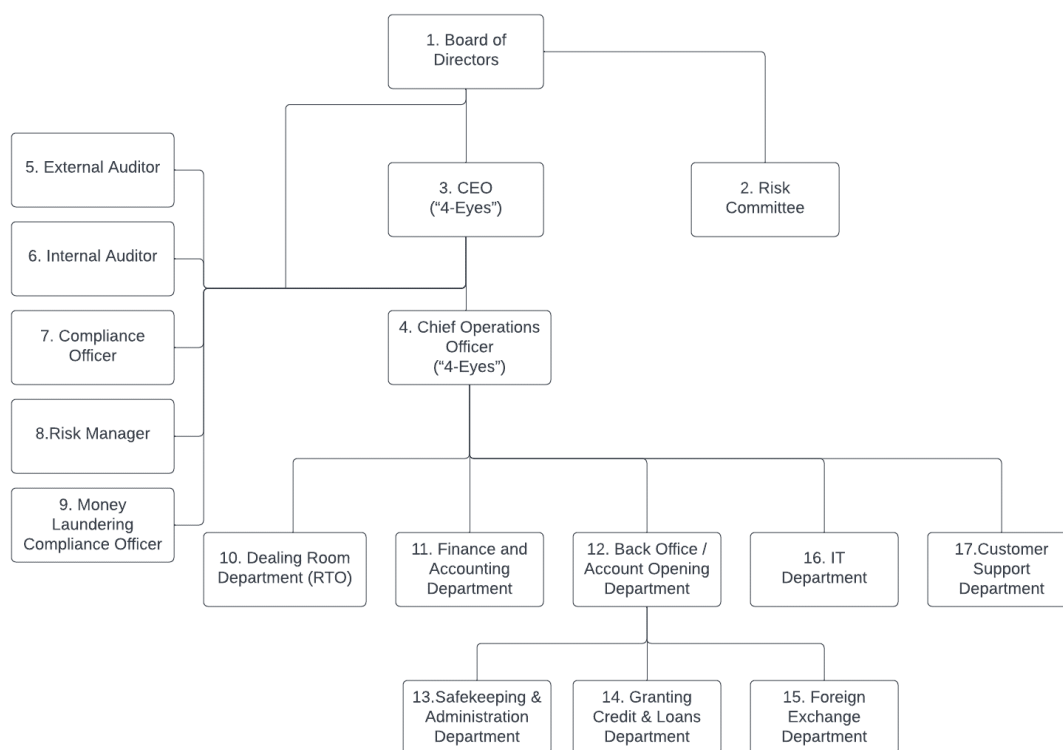 1. Board of
Directors
5. External Auditor
3. CEO
(“4-Eyes”)
2. Risk
Committee
6. Internal Auditor
7. Compliance
Officer
4. Chief Operations
Officer
(“4-Eyes”)
8.Risk Manager
9. Money
Laundering
Compliance Officer
10. Dealing Room
Department (RTO)
11. Finance and
Accounting
Department
12. Back Office /
Account Opening
Department
16. IT
Department
17.Customer
Support
Department
13.Safekeeping &
Administration
Department
14. Granting
Credit & Loans
Department
15. Foreign
Exchange
Department